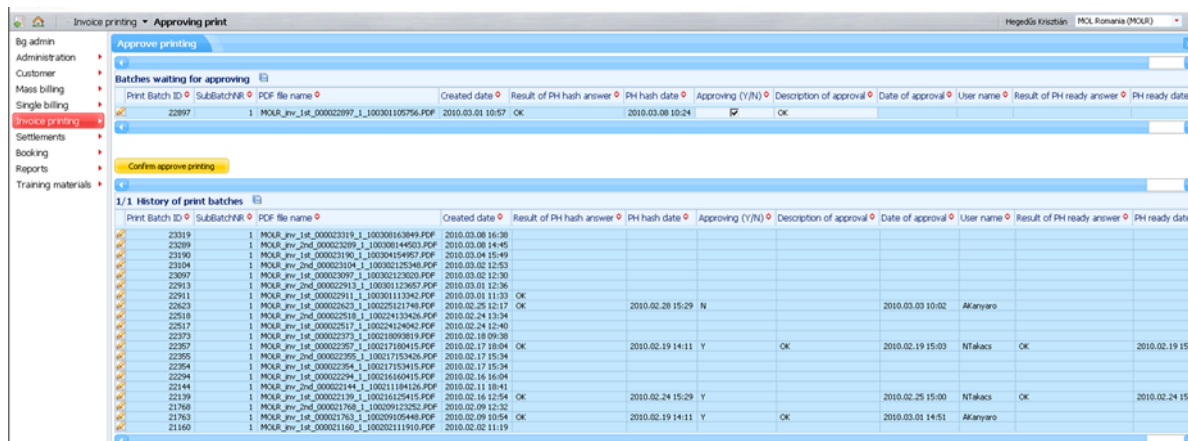 Invoice printing Approving print Hegedűs Krisztián MOL Romania (MOLR)
Bg admin
Administration
Customer
Mass billing
Single billing
Invoice printing
Settlements
Booking
Reports
Training materials
Approve printing
Batches waiting for approving
Print Batch ID SubBatchNR PDF file name Created date Result of PH hash answer PH hash date Approving (Y/N) Description of approval Date of approval User name Result of PH ready answer PH ready date
22897 1 MOLR_inv_1st_000022897_1_100301105756.PDF 2010.03.01 10:57 OK 2010.03.08 10:24 OK
Confirm approve printing
1/1 History of print batches
Print Batch ID SubBatchNR PDF file name Created date Result of PH hash answer PH hash date Approving (Y/N) Description of approval Date of approval User name Result of PH ready answer PH ready date
23319 1 MOLR_inv_1st_000023319_1_100308163849.PDF 2010.03.08 16:38
23289 1 MOLR_inv_2nd_000023289_1_100308144503.PDF 2010.03.08 14:45
23190 1 MOLR_inv_1st_000023190_1_100304154957.PDF 2010.03.04 15:49
23104 1 MOLR_inv_2nd_000023104_1_100302125348.PDF 2010.03.02 12:53
23097 1 MOLR_inv_1st_000023097_1_100302123020.PDF 2010.03.02 12:30
22913 1 MOLR_inv_2nd_000022913_1_100301123657.PDF 2010.03.01 12:36
22911 1 MOLR_inv_1st_000022911_1_100301113342.PDF 2010.03.01 11:33 OK
22623 1 MOLR_inv_1st_000022623_1_100225121748.PDF 2010.02.25 12:17 OK 2010.02.28 15:29 N 2010.03.03 10:02 AKanyaro
22518 1 MOLR_inv_2nd_000022518_1_100224133426.PDF 2010.02.24 13:34
22517 1 MOLR_inv_1st_000022517_1_100224124042.PDF 2010.02.24 12:40
22373 1 MOLR_inv_1st_000022373_1_100218093819.PDF 2010.02.18 09:38
22357 1 MOLR_inv_1st_000022357_1_100217180415.PDF 2010.02.17 18:04 OK 2010.02.19 14:11 Y OK 2010.02.19 15:03 NTakacs OK 2010.02.19 15
22355 1 MOLR_inv_2nd_000022355_1_100217153426.PDF 2010.02.17 15:34
22354 1 MOLR_inv_1st_000022354_1_100217153415.PDF 2010.02.17 15:34
22294 1 MOLR_inv_1st_000022294_1_100216160415.PDF 2010.02.16 16:04
22144 1 MOLR_inv_2nd_000022144_1_100211184126.PDF 2010.02.11 18:41
22139 1 MOLR_inv_1st_000022139_1_100216125415.PDF 2010.02.16 12:54 OK 2010.02.24 15:29 Y 2010.02.25 15:00 NTakacs OK 2010.02.24 15
21768 1 MOLR_inv_2nd_000021768_1_100209123252.PDF 2010.02.09 12:32
21763 1 MOLR_inv_1st_000021763_1_100209105448.PDF 2010.02.09 10:54 OK 2010.02.19 14:11 Y OK 2010.03.01 14:51 AKanyaro
21160 1 MOLR_inv_1st_000021160_1_100202111910.PDF 2010.02.02 11:19